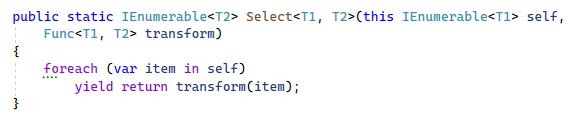 public static IEnumerable<T2> Select<T1, T2>(this IEnumerable<T1> self,
    Func<T1, T2> transform)
{
    foreach (var item in self)
        yield return transform(item);
}